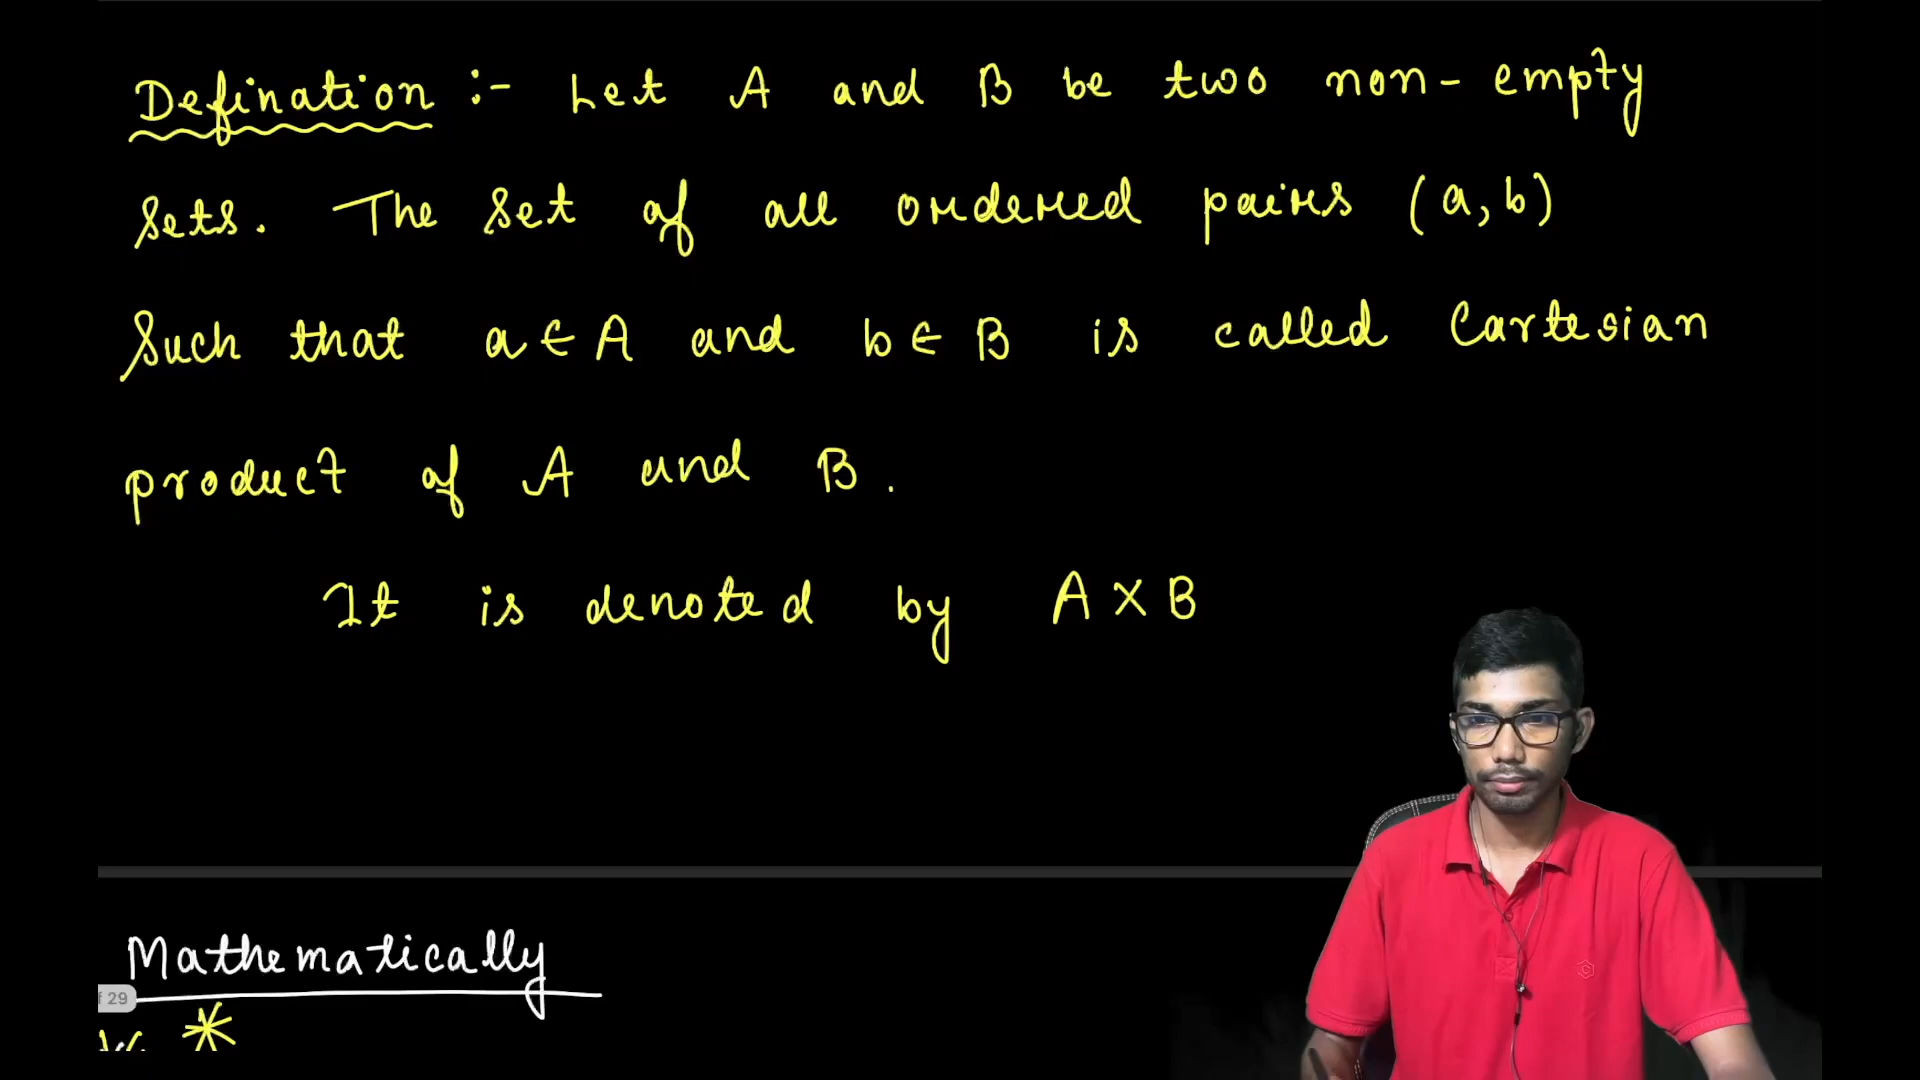 Defination :- Let A and B be two non-empty
Sets. The Set of all ordered pairs (a, b)
Such that a ∈ A and b ∈ B is called Cartesian
product of A and B.
It is denoted by A × B
Mathematically
f 29
*